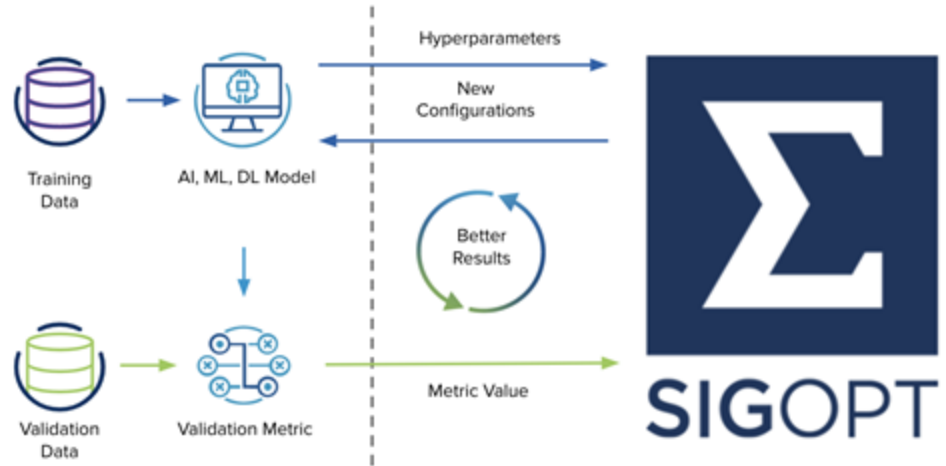 Hyperparameters
New
Configurations
Training
Data
AI, ML, DL Model
Better
Results
Validation
Data
Validation Metric
Metric Value
Σ
SIGOPT